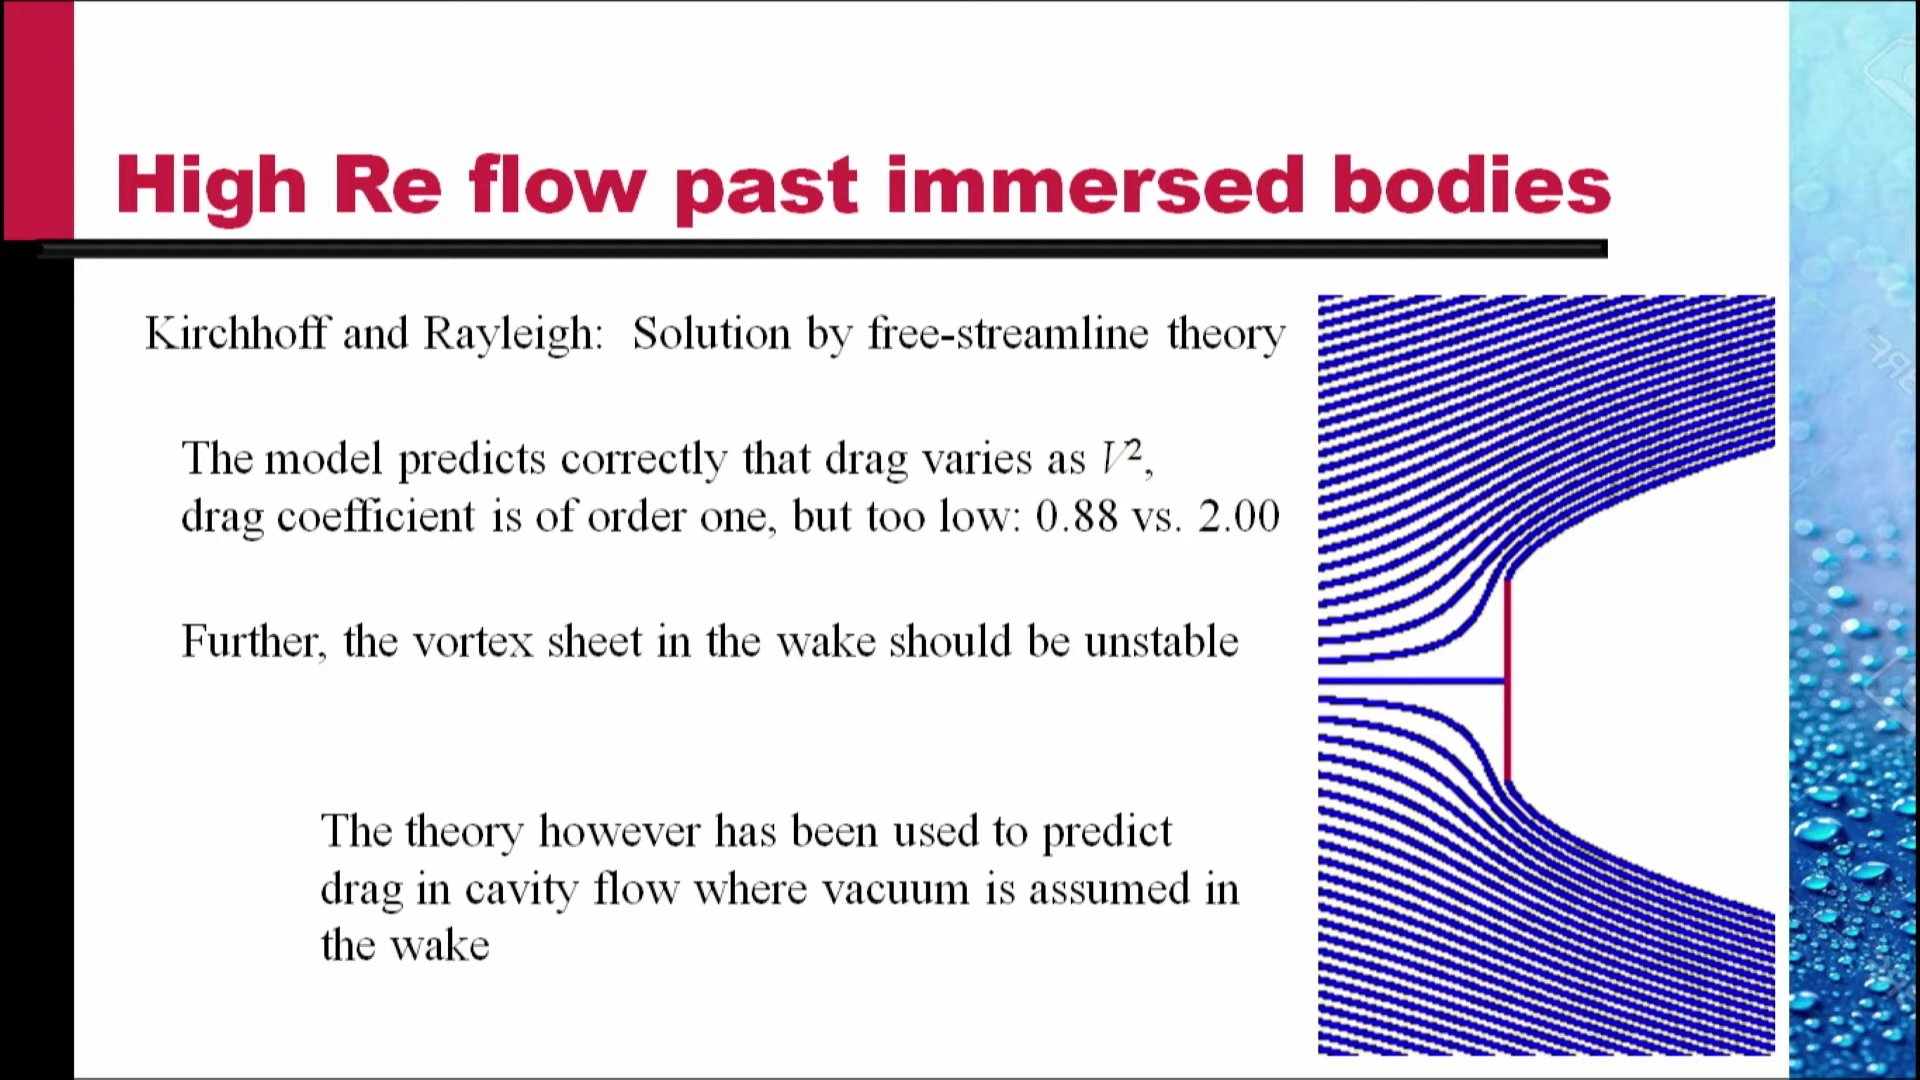 High Re flow past immersed bodies
Kirchhoff and Rayleigh: Solution by free-streamline theory
The model predicts correctly that drag varies as V²,
drag coefficient is of order one, but too low: 0.88 vs. 2.00
Further, the vortex sheet in the wake should be unstable
The theory however has been used to predict
drag in cavity flow where vacuum is assumed in
the wake